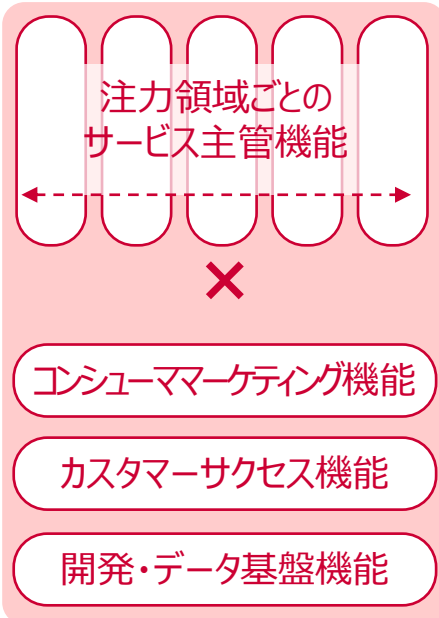 注力領域ごとの
サービス主管機能
×
コンシューママーケティング機能
カスタマーサクセス機能
開発・データ基盤機能